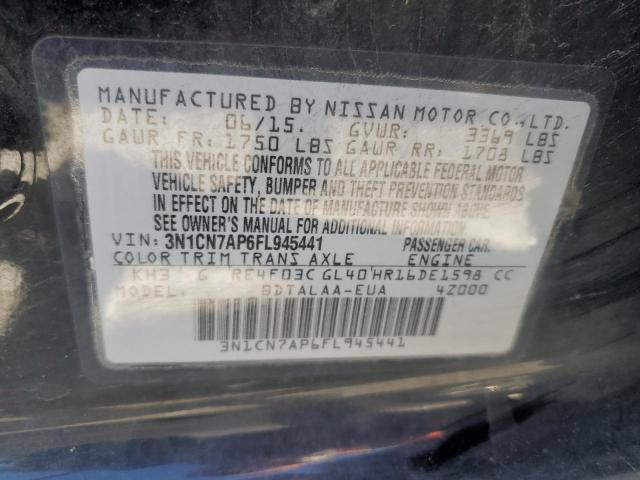 MANUFACTURED BY NISSAN MOTOR CO., LTD.
DATE: 06/15. GVWR: 3369 LBS
GAWR FR: 1750 LBS GAWR RR: 1708 LBS
THIS VEHICLE CONFORMS TO ALL APPLICABLE FEDERAL MOTOR
VEHICLE SAFETY, BUMPER AND THEFT PREVENTION STANDARDS
IN EFFECT ON THE DATE OF MANUFACTURE SHOWN ABOVE.
SEE OWNER'S MANUAL FOR ADDITIONAL INFORMATION.
VIN: 3N1CN7AP6FL945441 PASSENGER CAR.
COLOR TRIM TRANS AXLE ENGINE
KH3 G RE4F03C GL40 HR16DE1598 CC
BDTALAA-EUA 4Z000
3N1CN7AP6FL945441